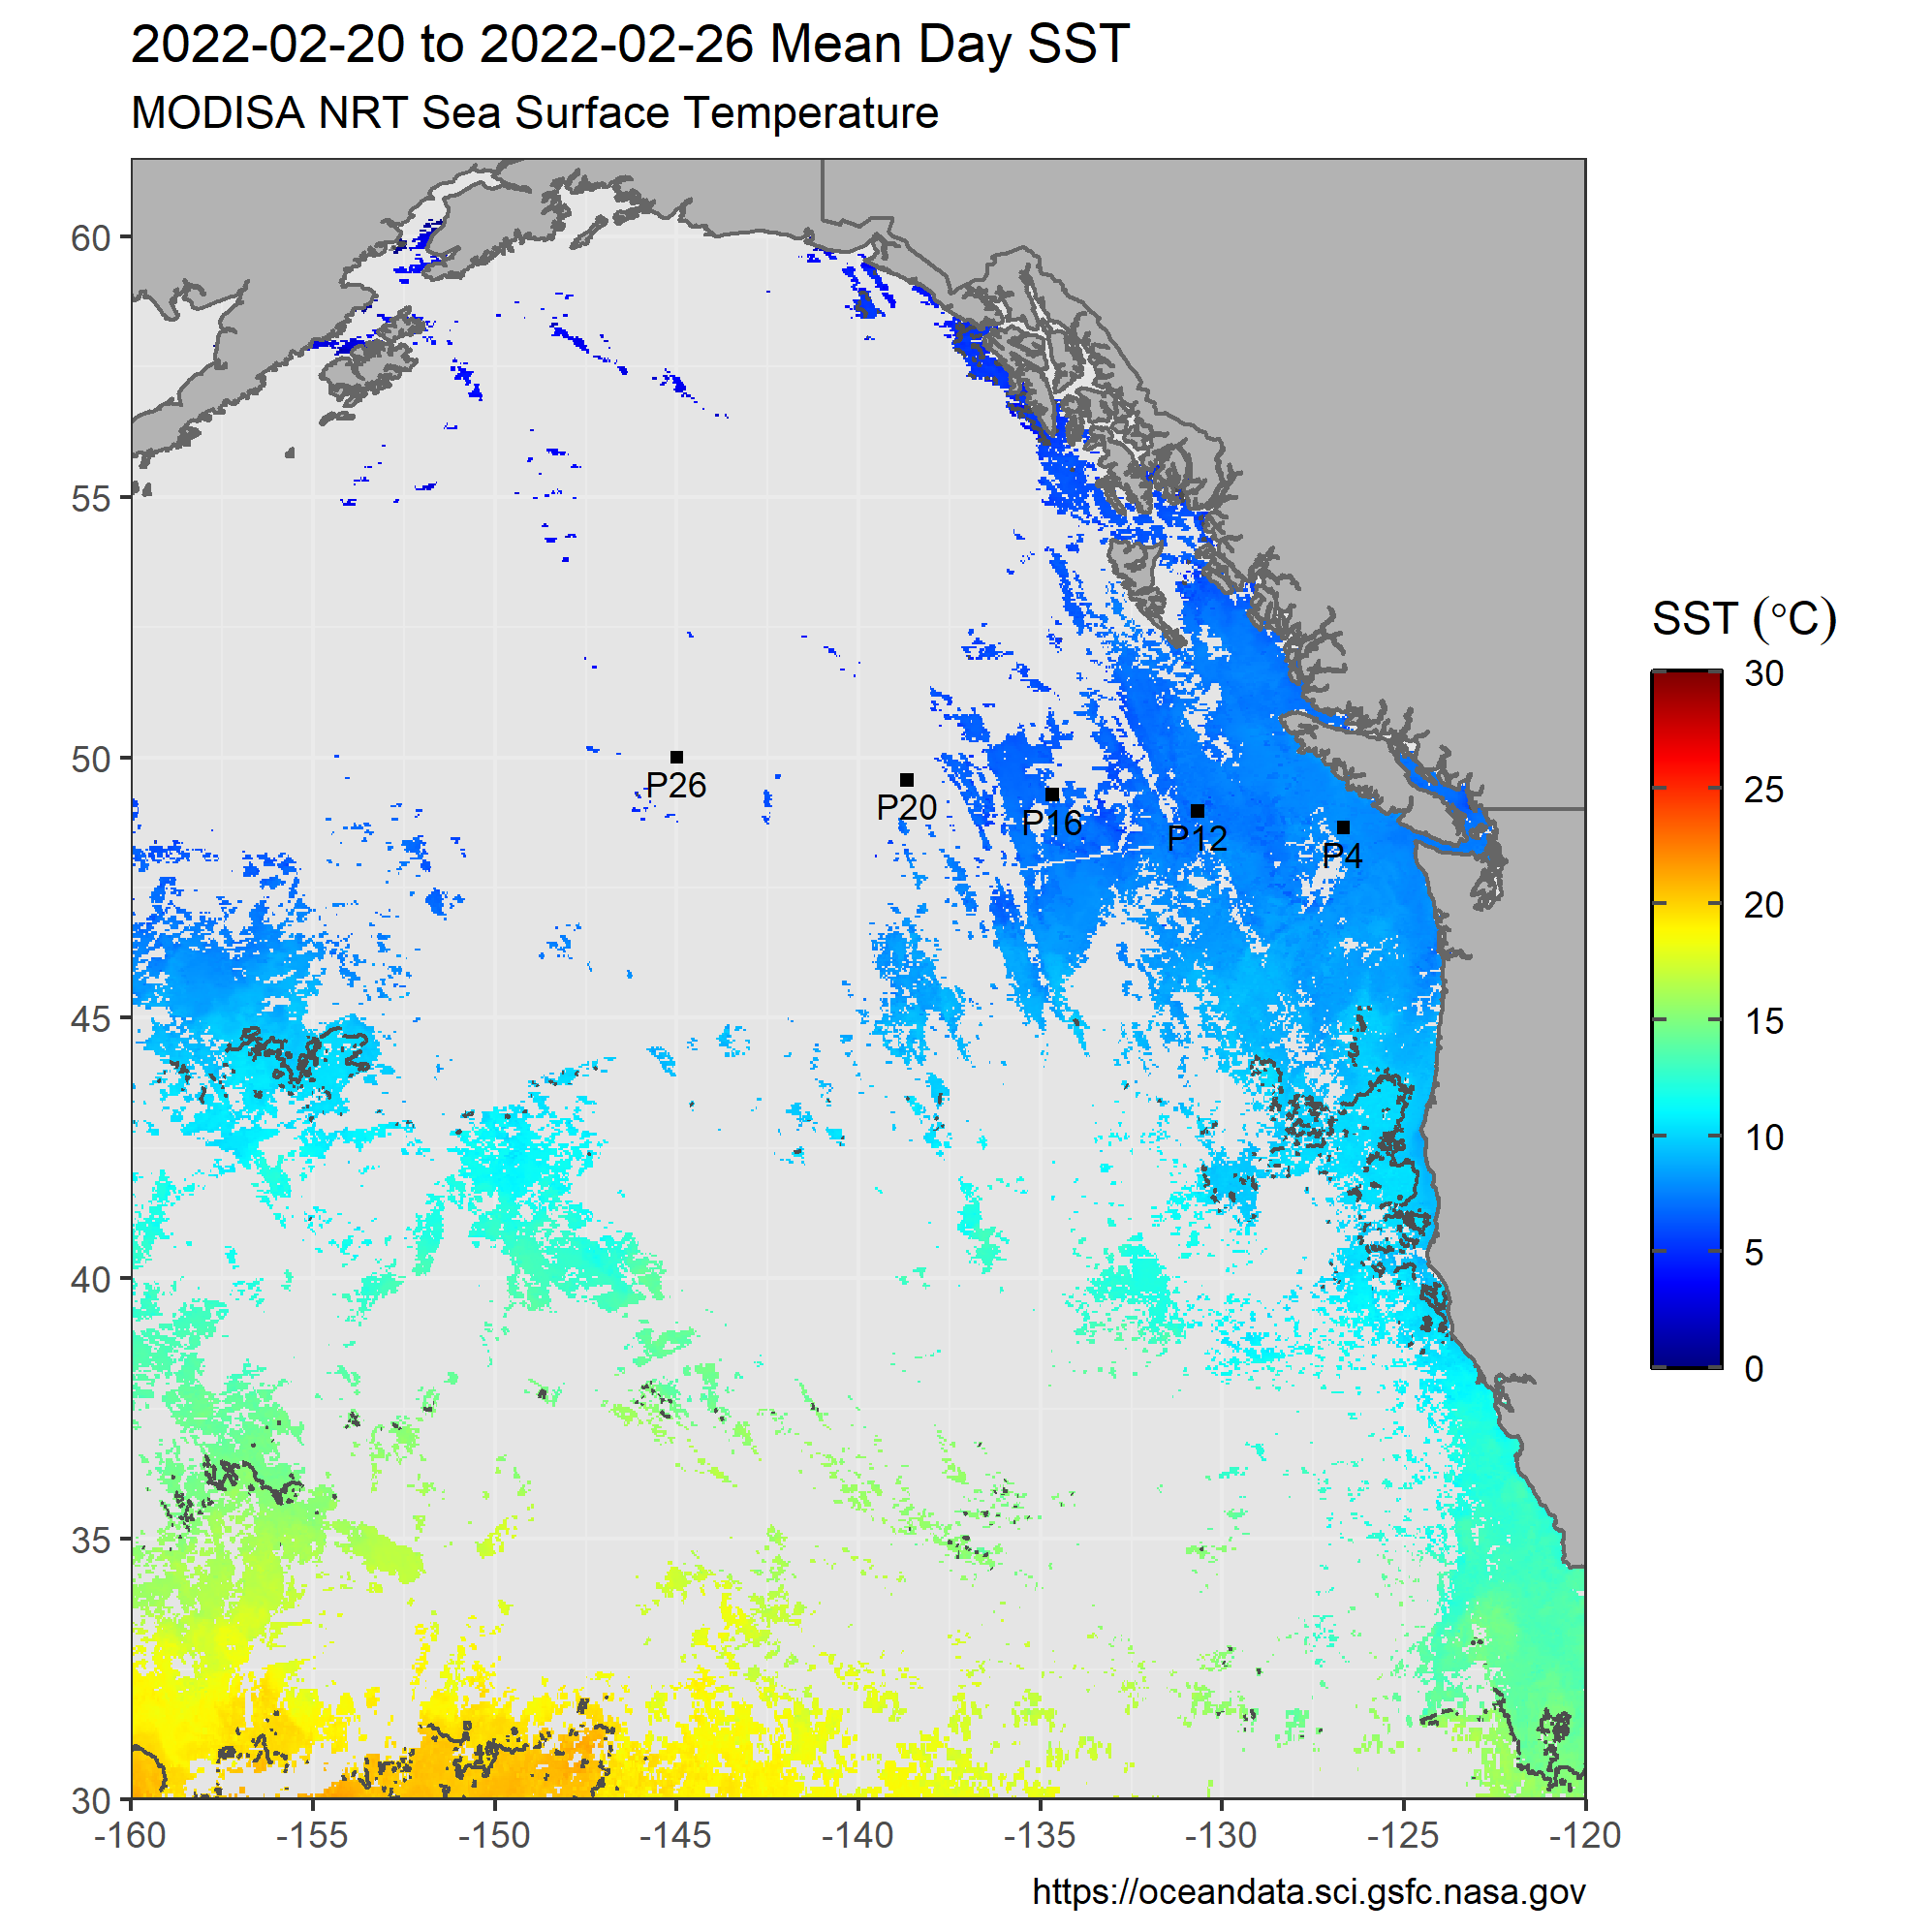 2022-02-20 to 2022-02-26 Mean Day SST
MODISA NRT Sea Surface Temperature
60
55
50
45
40
35
30
-160
-155
-150
-145
-140
-135
-130
-125
-120
P26
P20
P16
P12
P4
SST (°C)
30
25
20
15
10
5
0
https://oceandata.sci.gsfc.nasa.gov